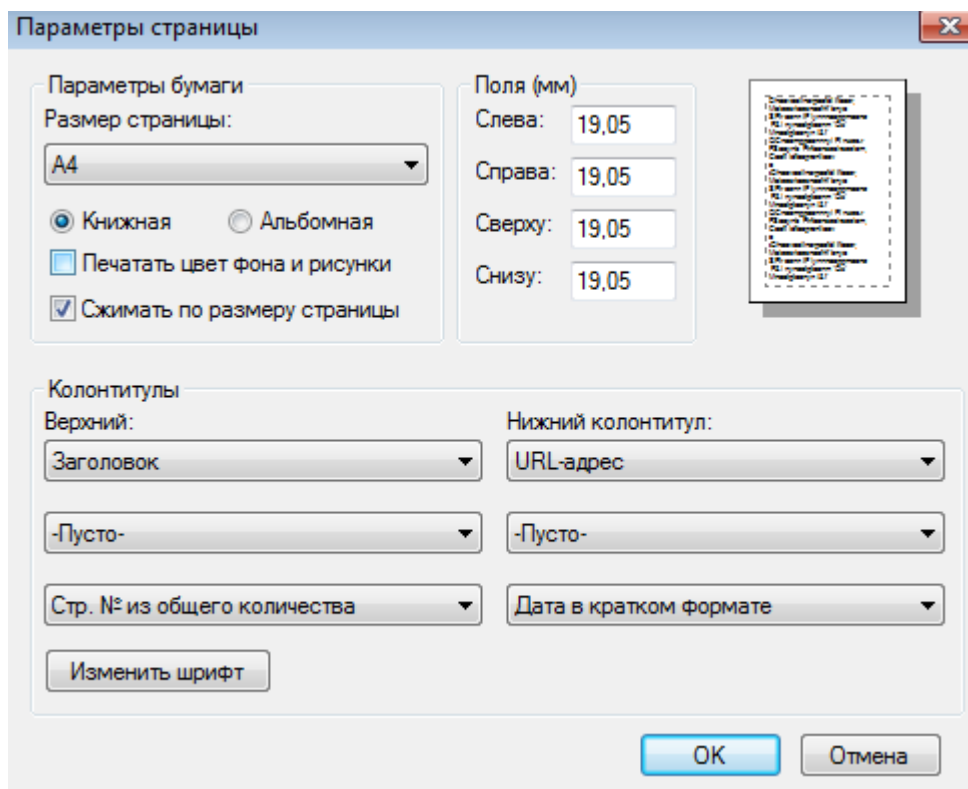 Параметры страницы
Параметры бумаги
Размер страницы:
A4
Книжная
Альбомная
Печатать цвет фона и рисунки
Сжимать по размеру страницы
Поля (мм)
Слева: 19,05
Справа: 19,05
Сверху: 19,05
Снизу: 19,05
Колонтитулы
Верхний:
Заголовок
-Пусто-
Стр. № из общего количества
Изменить шрифт
Нижний колонтитул:
URL-адрес
-Пусто-
Дата в кратком формате
OK
Отмена